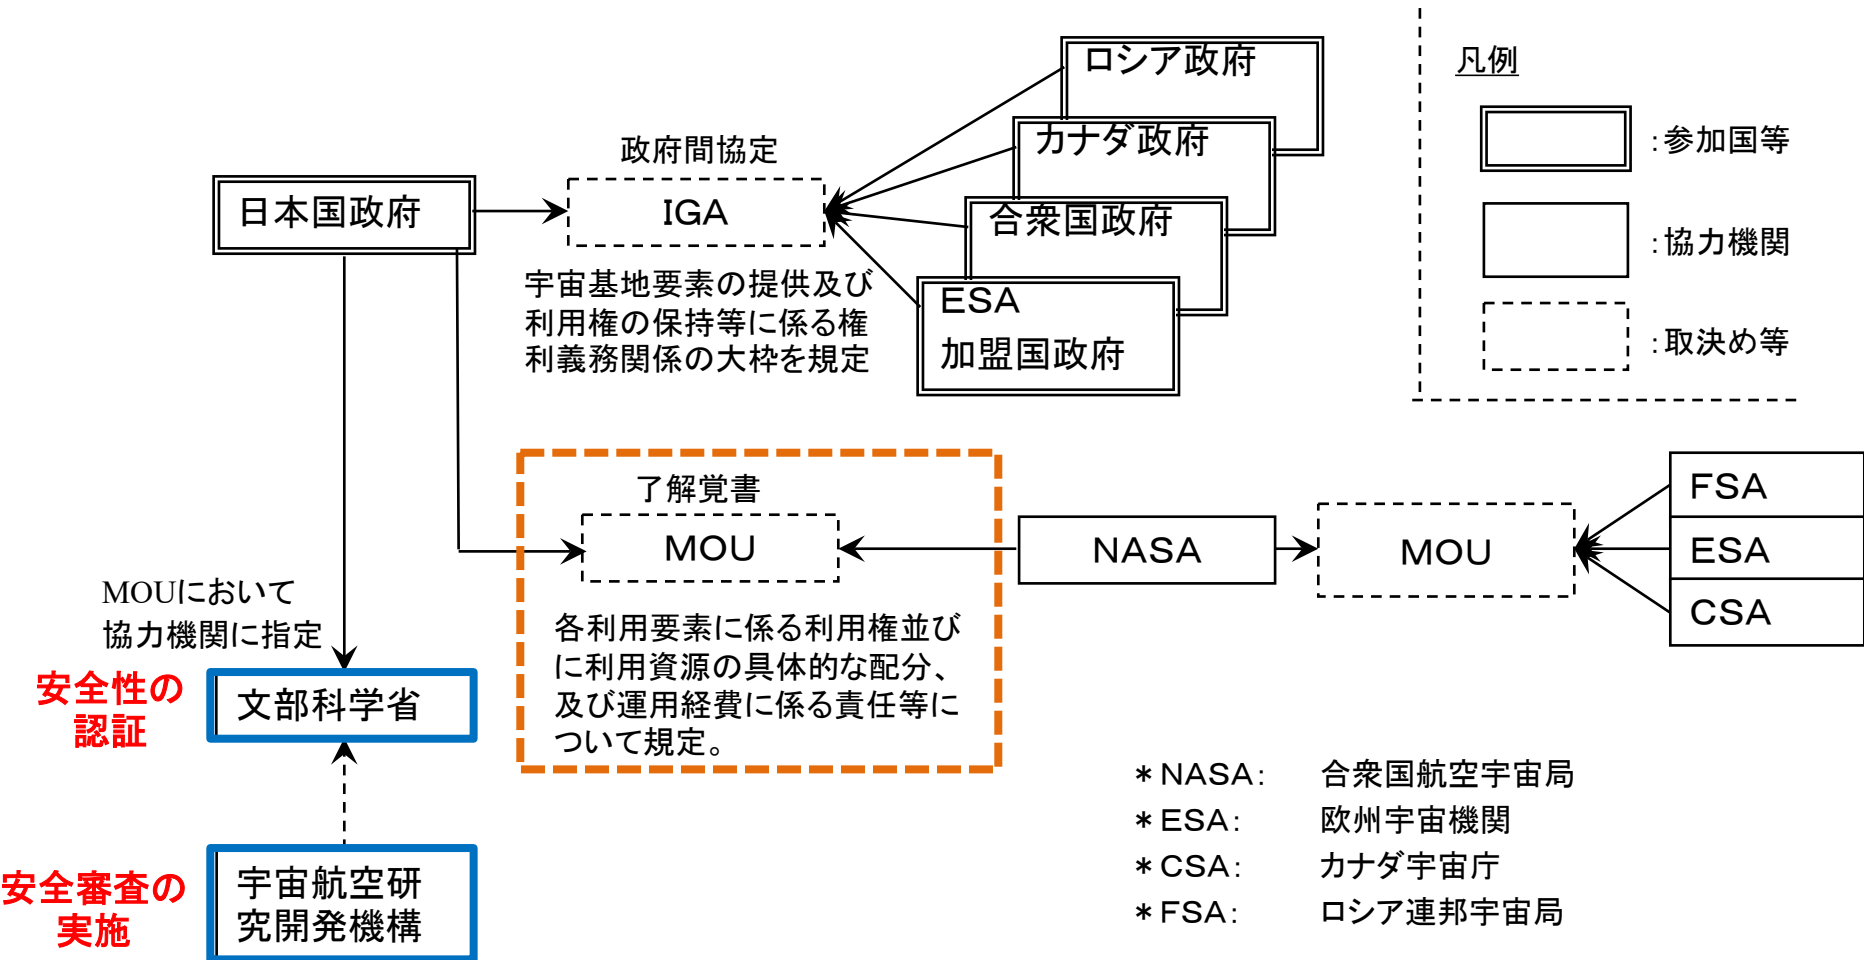 ロシア政府
カナダ政府
合衆国政府
ESA
加盟国政府
政府間協定
IGA
日本国政府
宇宙基地要素の提供及び
利用権の保持等に係る権
利義務関係の大枠を規定
凡例
:参加国等
:協力機関
:取決め等
了解覚書
MOU
各利用要素に係る利用権並び
に利用資源の具体的な配分、
及び運用経費に係る責任等に
ついて規定。
NASA
MOU
FSA
ESA
CSA
MOUにおいて
協力機関に指定
安全性の
認証
文部科学省
安全審査の
実施
宇宙航空研
究開発機構
*NASA: 合衆国航空宇宙局
*ESA: 欧州宇宙機関
*CSA: カナダ宇宙庁
*FSA: ロシア連邦宇宙局